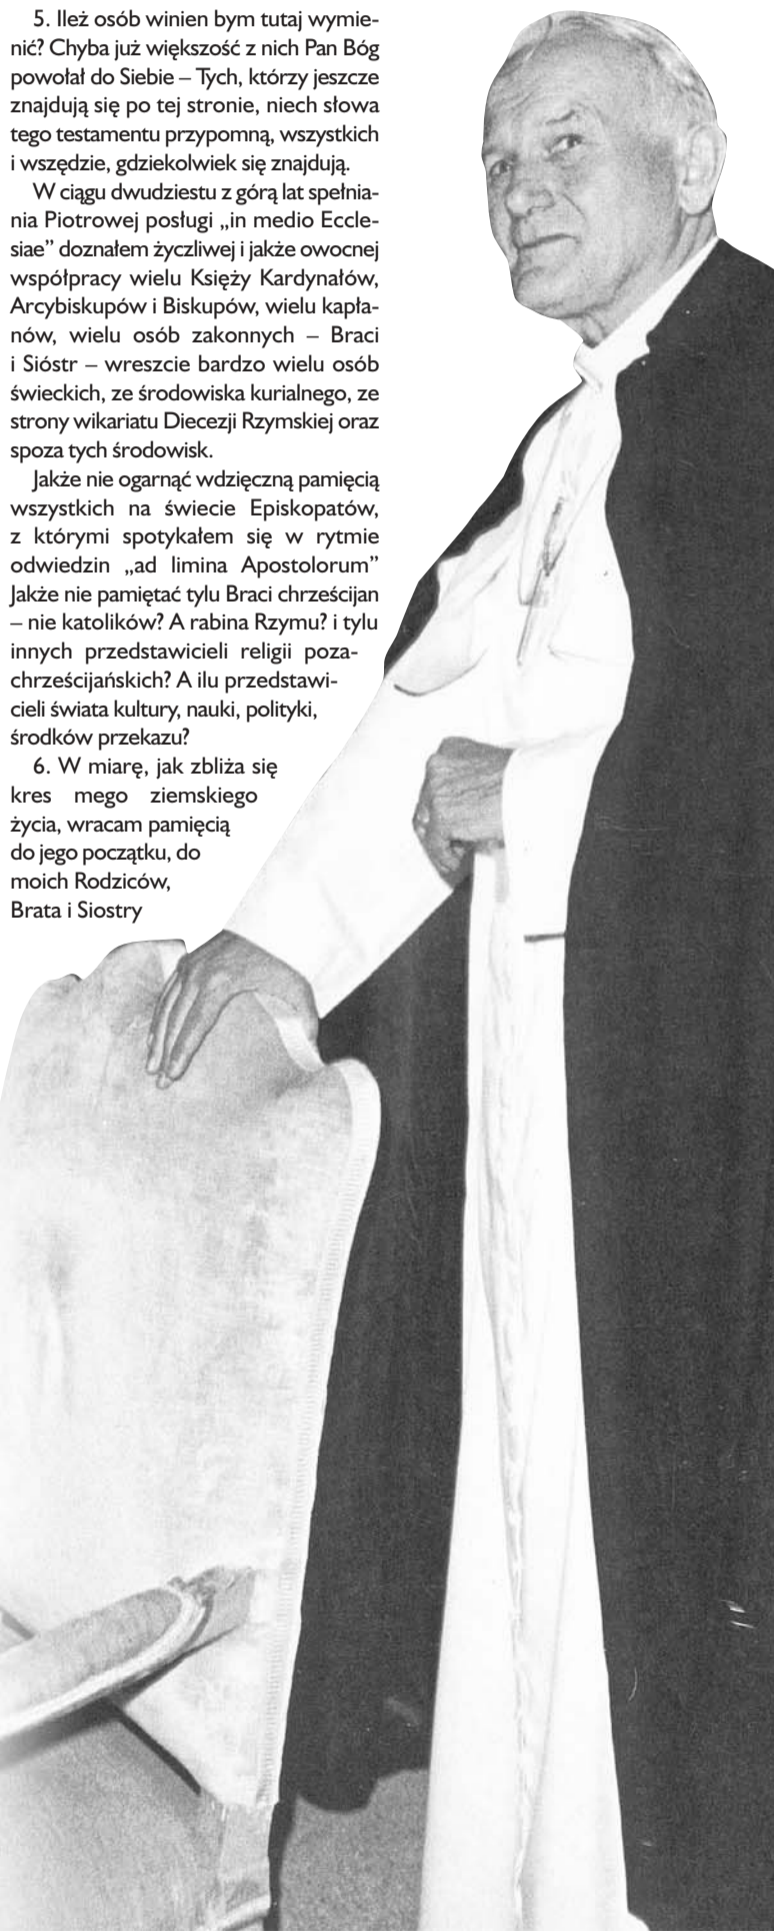 5. Ileż osób winien bym tutaj wymie-
nić? Chyba już większość z nich Pan Bóg
powołał do Siebie – Tych, którzy jeszcze
znajdują się po tej stronie, niech słowa
tego testamentu przypomną, wszystkich
i wszędzie, gdziekolwiek się znajdują.
W ciągu dwudziestu z górą lat spełnia-
nia Piotrowej posługi „in medio Eccle-
siae” doznałem życzliwej i jakże owocnej
współpracy wielu Księży Kardynałów,
Arcybiskupów i Biskupów, wielu kapła-
nów, wielu osób zakonnych – Braci
i Sióstr – wreszcie bardzo wielu osób
świeckich, ze środowiska kurialnego, ze
strony wikariatu Diecezji Rzymskiej oraz
spoza tych środowisk.
Jakże nie ogarnąć wdzięczną pamięcią
wszystkich na świecie Episkopatów,
z którymi spotykałem się w rytmie
odwiedzin „ad limina Apostolorum”
Jakże nie pamiętać tylu Braci chrześcijan
– nie katolików? A rabina Rzymu? i tylu
innych przedstawicieli religii poza-
chrześcijańskich? A ilu przedstawi-
cieli świata kultury, nauki, polityki,
środków przekazu?
6. W miarę, jak zbliża się
kres mego ziemskiego
życia, wracam pamięcią
do jego początku, do
moich Rodziców,
Brata i Siostry